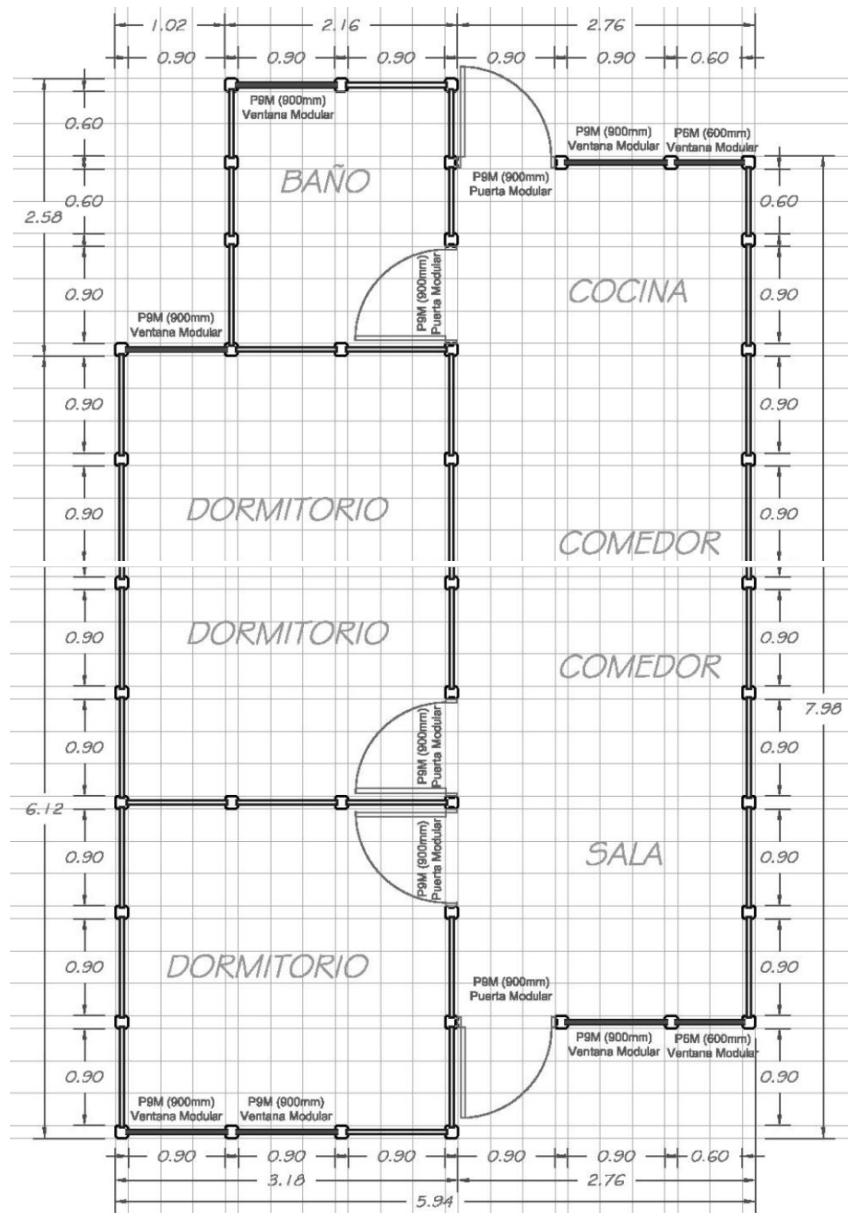 1.02 2.16 2.76
0.90 0.90 0.90 0.90 0.90 0.60
P9M (900mm)
Ventana Modular
0.60
P9M (900mm)
Ventana Modular
P6M (600mm)
Ventana Modular
BAÑO
P9M (900mm)
Puerta Modular
0.60
0.60
2.58
0.90
P9M (900mm)
Puerta Modular
COCINA
0.90
P9M (900mm)
Ventana Modular
0.90
0.90
DORMITORIO
0.90
0.90
COMEDOR
DORMITORIO
0.90
0.90
COMEDOR
7.98
P9M (900mm)
Puerta Modular
0.90
0.90
6.12
P9M (900mm)
Puerta Modular
0.90
0.90
SALA
DORMITORIO
0.90
0.90
P9M (900mm)
Puerta Modular
P9M (900mm)
Ventana Modular
P6M (600mm)
Ventana Modular
0.90
0.90
P9M (900mm)
Ventana Modular
P9M (900mm)
Ventana Modular
0.90 0.90 0.90 0.90 0.90 0.60
3.18 2.76
5.94